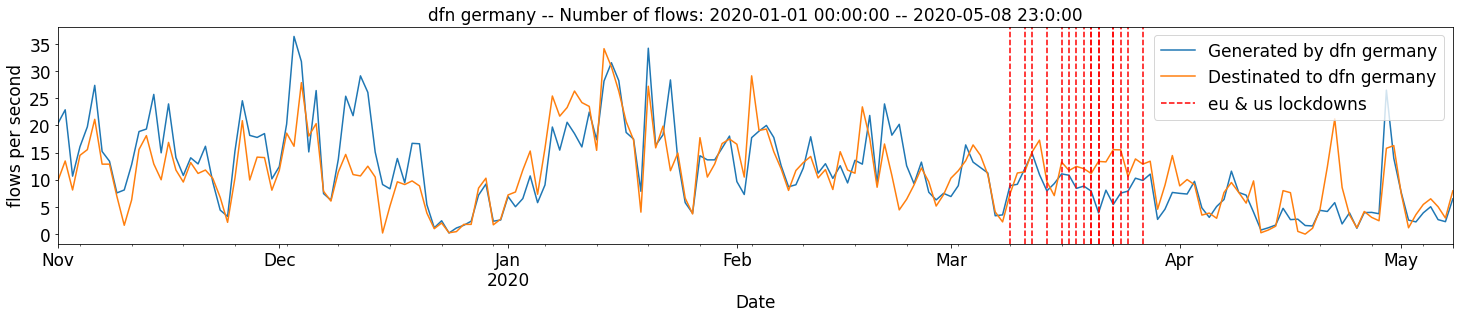 dfn germany -- Number of flows: 2020-01-01 00:00:00 -- 2020-05-08 23:0:00
flows per second
35
30
25
20
15
10
5
0
Generated by dfn germany
Destinated to dfn germany
eu & us lockdowns
Nov Dec Jan Feb Mar Apr May
2020
Date